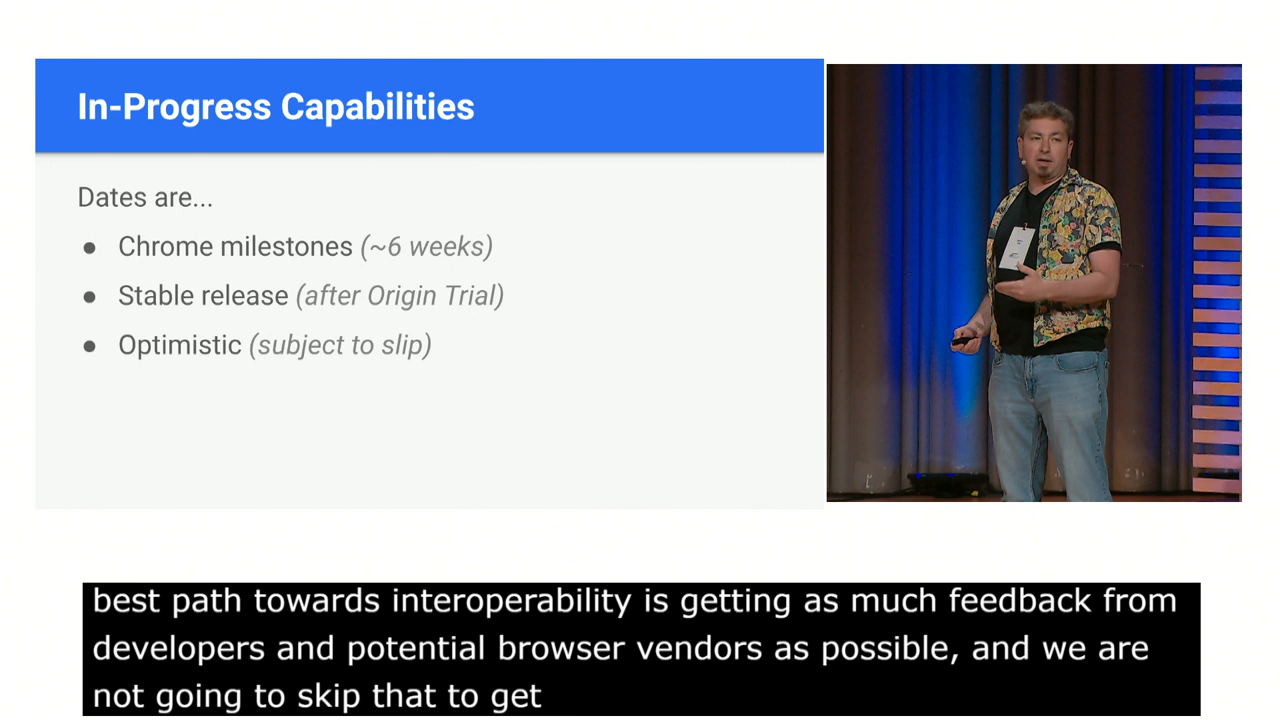 In-Progress Capabilities
Dates are...
● Chrome milestones (~6 weeks)
● Stable release (after Origin Trial)
● Optimistic (subject to slip)
best path towards interoperability is getting as much feedback from
developers and potential browser vendors as possible, and we are
not going to skip that to get